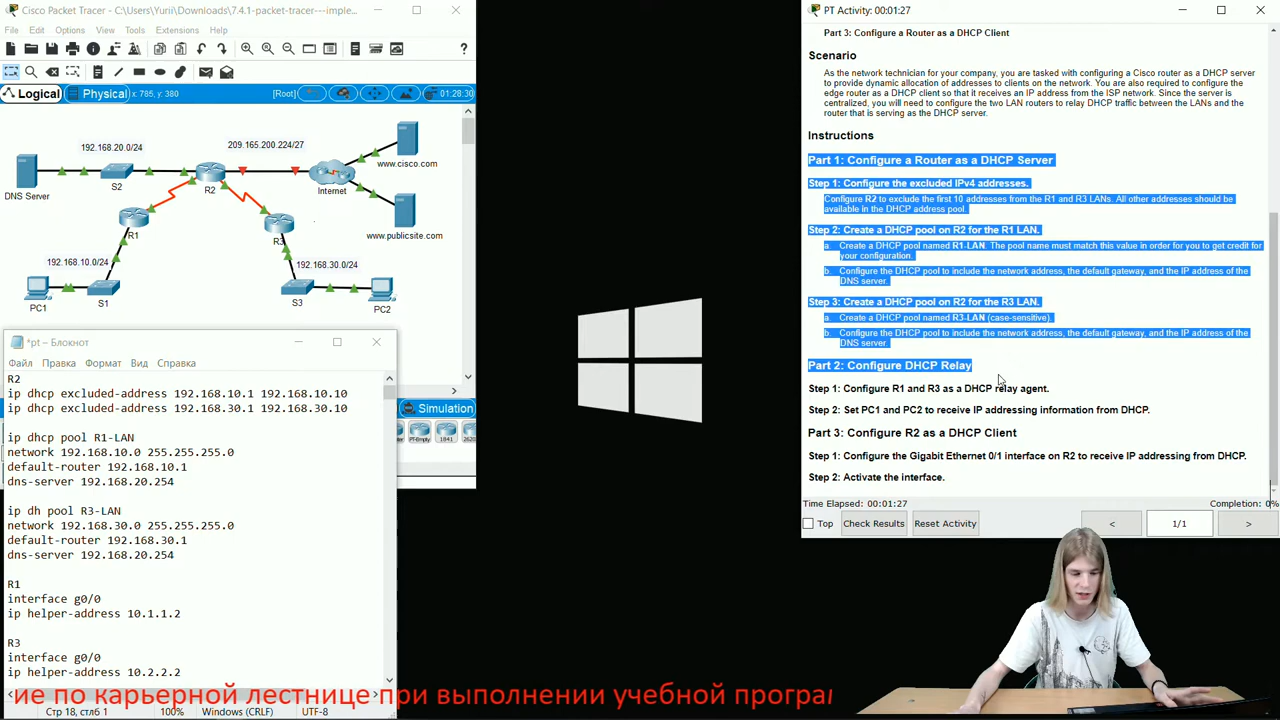 Cisco Packet Tracer - C:\Users\Yurii\Downloads\7.4.1-packet-tracer---imple...
File Edit Options View Tools Extensions Help
?
Logical Physical x: 785, y: 380 [Root] 01:28:30
192.168.20.0/24
209.165.200.224/27
www.cisco.com
DNS Server
S2
R2
Internet
R1
R3
www.publicsite.com
192.168.10.0/24
192.168.30.0/24
PC1
S1
S3
PC2
Simulation
PT-Empty 1841 2620
*pt – Блокнот
Файл Правка Формат Вид Справка
R2
ip dhcp excluded-address 192.168.10.1 192.168.10.10
ip dhcp excluded-address 192.168.30.1 192.168.30.10
ip dhcp pool R1-LAN
network 192.168.10.0 255.255.255.0
default-router 192.168.10.1
dns-server 192.168.20.254
ip dh pool R3-LAN
network 192.168.30.0 255.255.255.0
default-router 192.168.30.1
dns-server 192.168.20.254
R1
interface g0/0
ip helper-address 10.1.1.2
R3
interface g0/0
ip helper-address 10.2.2.2
Стр 18, стлб 1 100% Windows (CRLF) UTF-8
PT Activity: 00:01:27
Part 3: Configure a Router as a DHCP Client
Scenario
As the network technician for your company, you are tasked with configuring a Cisco router as a DHCP server
to provide dynamic allocation of addresses to clients on the network. You are also required to configure the
edge router as a DHCP client so that it receives an IP address from the ISP network. Since the server is
centralized, you will need to configure the two LAN routers to relay DHCP traffic between the LANs and the
router that is serving as the DHCP server.
Instructions
Part 1: Configure a Router as a DHCP Server
Step 1: Configure the excluded IPv4 addresses.
Configure R2 to exclude the first 10 addresses from the R1 and R3 LANs. All other addresses should be
available in the DHCP address pool.
Step 2: Create a DHCP pool on R2 for the R1 LAN.
a. Create a DHCP pool named R1-LAN. The pool name must match this value in order for you to get credit for
your configuration.
b. Configure the DHCP pool to include the network address, the default gateway, and the IP address of the
DNS server.
Step 3: Create a DHCP pool on R2 for the R3 LAN.
a. Create a DHCP pool named R3-LAN (case-sensitive).
b. Configure the DHCP pool to include the network address, the default gateway, and the IP address of the
DNS server.
Part 2: Configure DHCP Relay
Step 1: Configure R1 and R3 as a DHCP relay agent.
Step 2: Set PC1 and PC2 to receive IP addressing information from DHCP.
Part 3: Configure R2 as a DHCP Client
Step 1: Configure the Gigabit Ethernet 0/1 interface on R2 to receive IP addressing from DHCP.
Step 2: Activate the interface.
Time Elapsed: 00:01:27 Completion: 0%
Top Check Results Reset Activity < 1/1 >
ие по карьерной лестнице при выполнении учебной програм